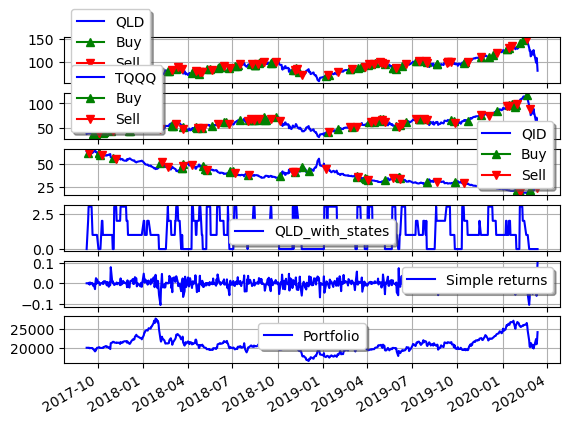 QLD
Buy
Sell
150
100
TQQQ
Buy
Sell
100
50
QID
Buy
Sell
50
25
2.5
0.0
QLD_with_states
0.1
0.0
−0.1
Simple returns
25000
20000
Portfolio
2017-10
2018-01
2018-04
2018-07
2018-10
2019-01
2019-04
2019-07
2019-10
2020-01
2020-04